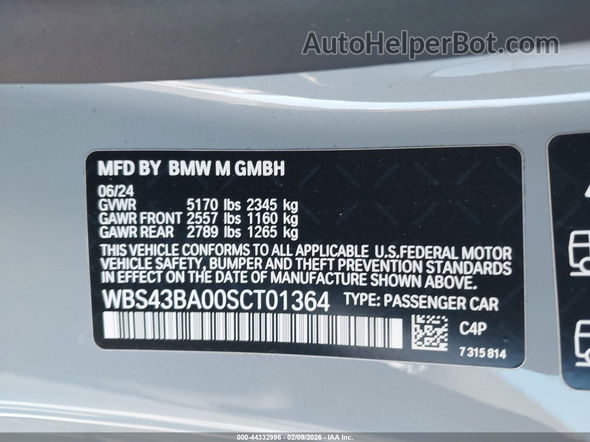 AutoHelperBot.com
MFD BY BMW M GMBH
06/24
GVWR 5170 lbs 2345 kg
GAWR FRONT 2557 lbs 1160 kg
GAWR REAR 2789 lbs 1265 kg
THIS VEHICLE CONFORMS TO ALL APPLICABLE U.S.FEDERAL MOTOR
VEHICLE SAFETY, BUMPER AND THEFT PREVENTION STANDARDS
IN EFFECT ON THE DATE OF MANUFACTURE SHOWN ABOVE.
WBS43BA00SCT01364 TYPE: PASSENGER CAR
C4P
7 315 814
000-44332996 - 02/09/2026 - IAA Inc.